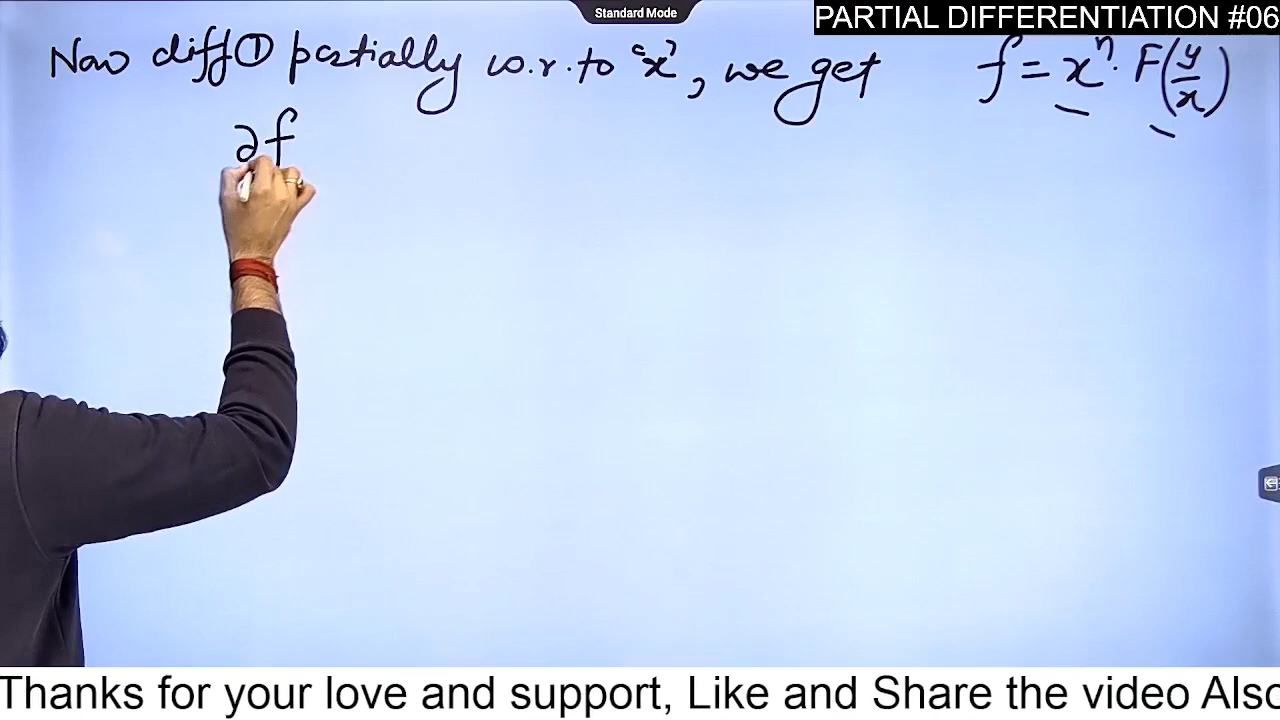 Standard Mode
PARTIAL DIFFERENTIATION #06
Now diff ① partially w.r.to "x", we get
f = xⁿ. F(y/x)
∂f
Thanks for your love and support, Like and Share the video Also